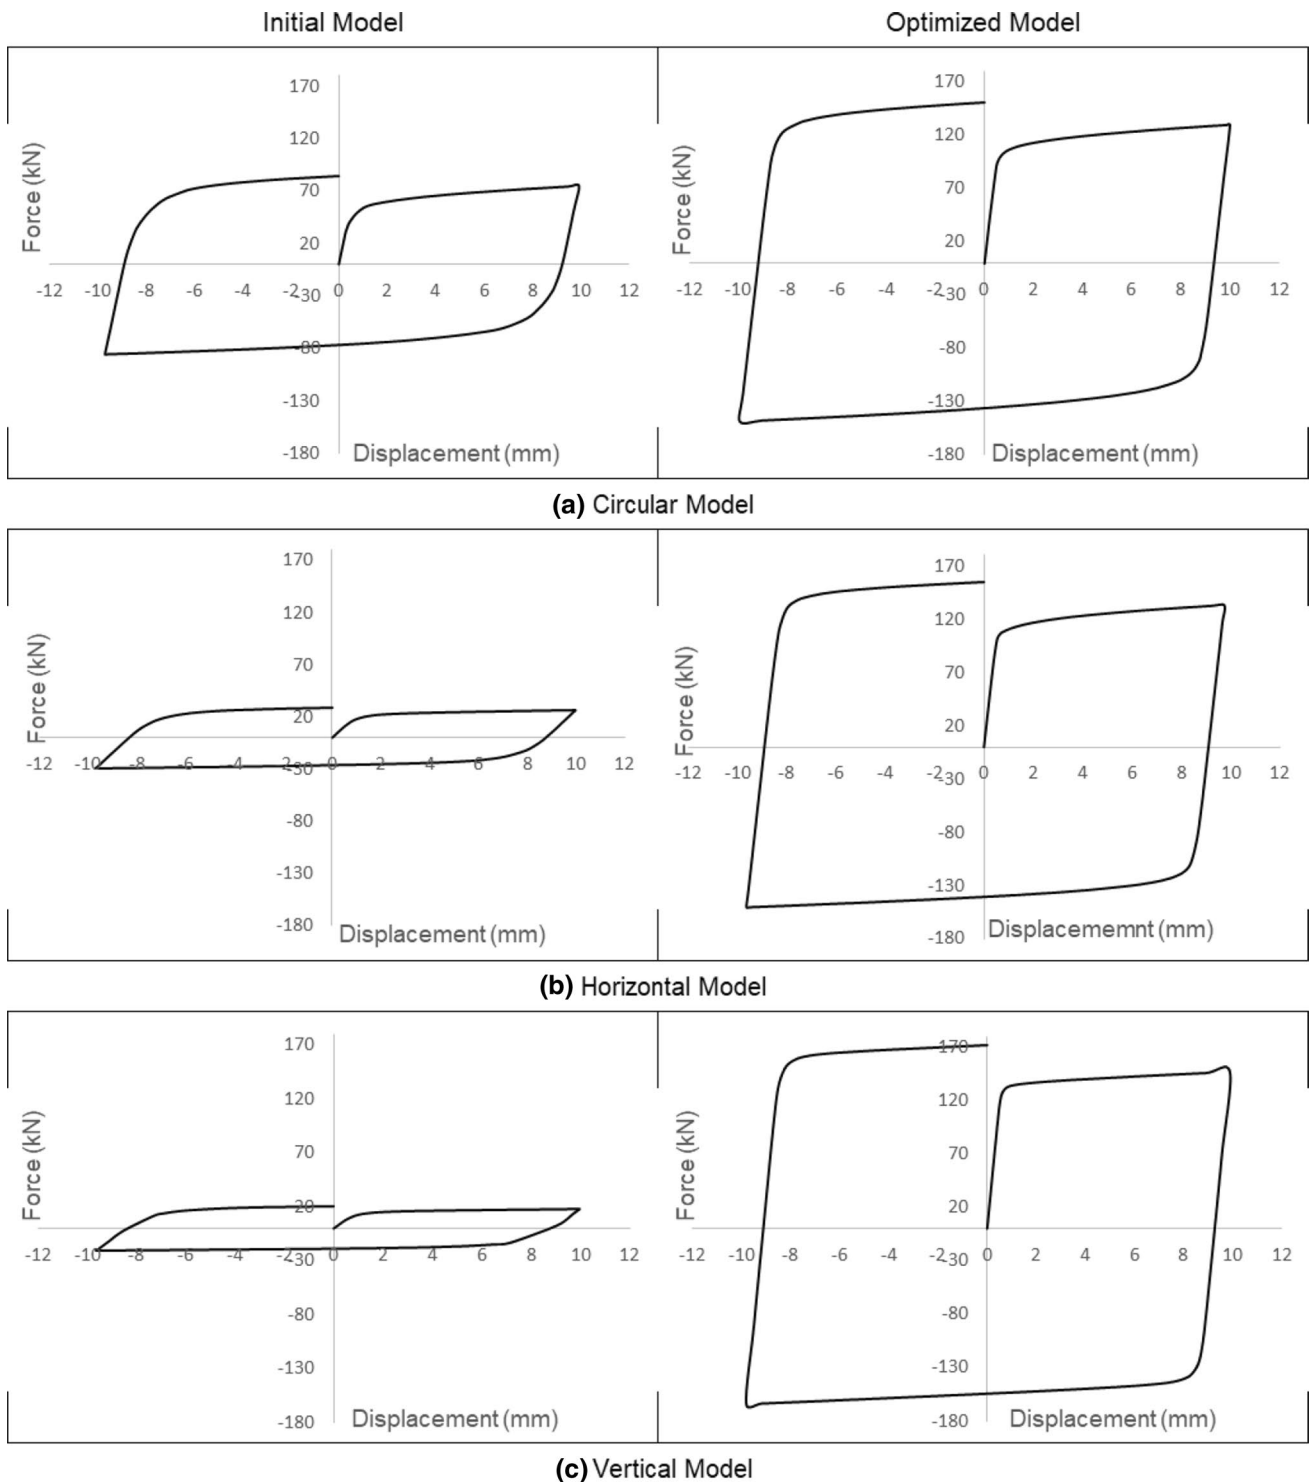 Initial Model Optimized Model
170 170
120 120
70 70
20 20
Force (kN) Force (kN)
-12 -10 -8 -6 -4 -2 0 2 4 6 8 10 12 -12 -10 -8 -6 -4 -2 0 2 4 6 8 10 12
-30 -30
-80 -80
-130 -130
-180 -180
Displacement (mm) Displacement (mm)
(a) Circular Model
170 170
120 120
70 70
20 20
Force (kN) Force (kN)
-12 -10 -8 -6 -4 -2 0 2 4 6 8 10 12 -12 -10 -8 -6 -4 -2 0 2 4 6 8 10 12
-30 -30
-80 -80
-130 -130
-180 -180
Displacement (mm) Displacememnt (mm)
(b) Horizontal Model
170 170
120 120
70 70
20 20
Force (kN) Force (kN)
-12 -10 -8 -6 -4 -2 0 2 4 6 8 10 12 -12 -10 -8 -6 -4 -2 0 2 4 6 8 10 12
-30 -30
-80 -80
-130 -130
-180 -180
Displacement (mm) Displacement (mm)
(c) Vertical Model